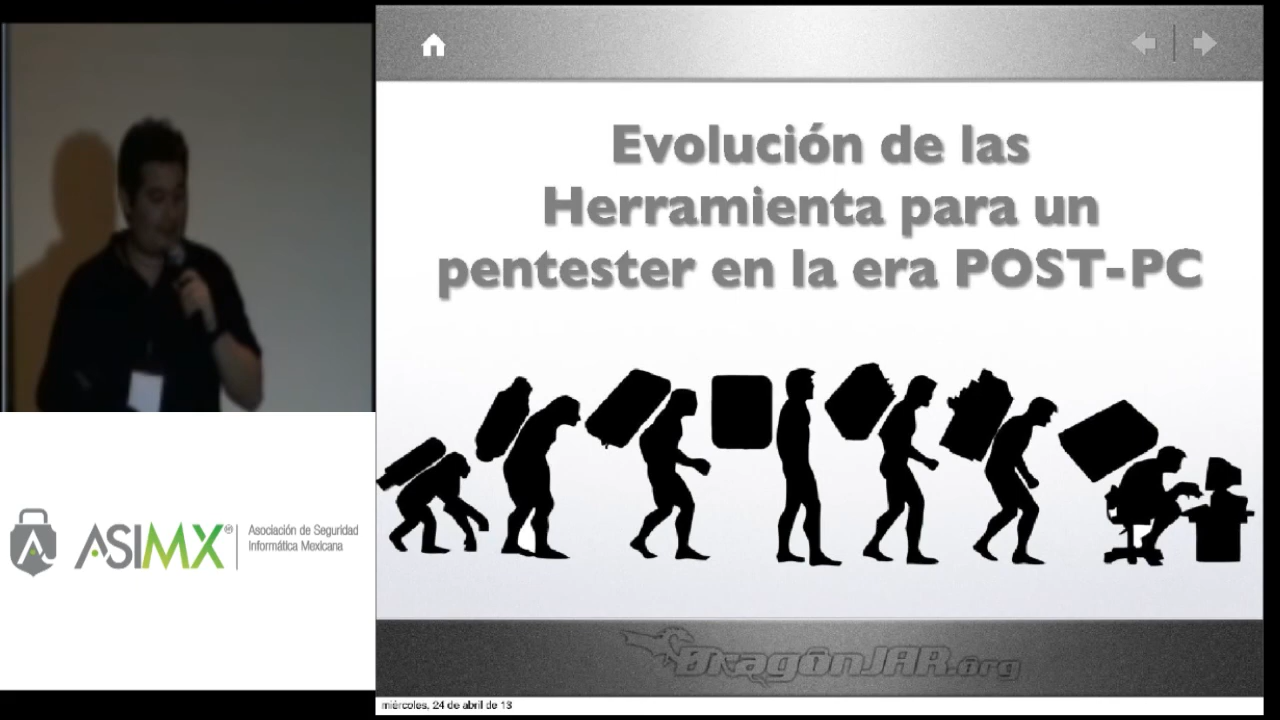 Evolución de las
Herramienta para un
pentester en la era POST-PC
ASIMX®
Asociación de Seguridad
Informática Mexicana
DragonJAR.org
miércoles, 24 de abril de 13